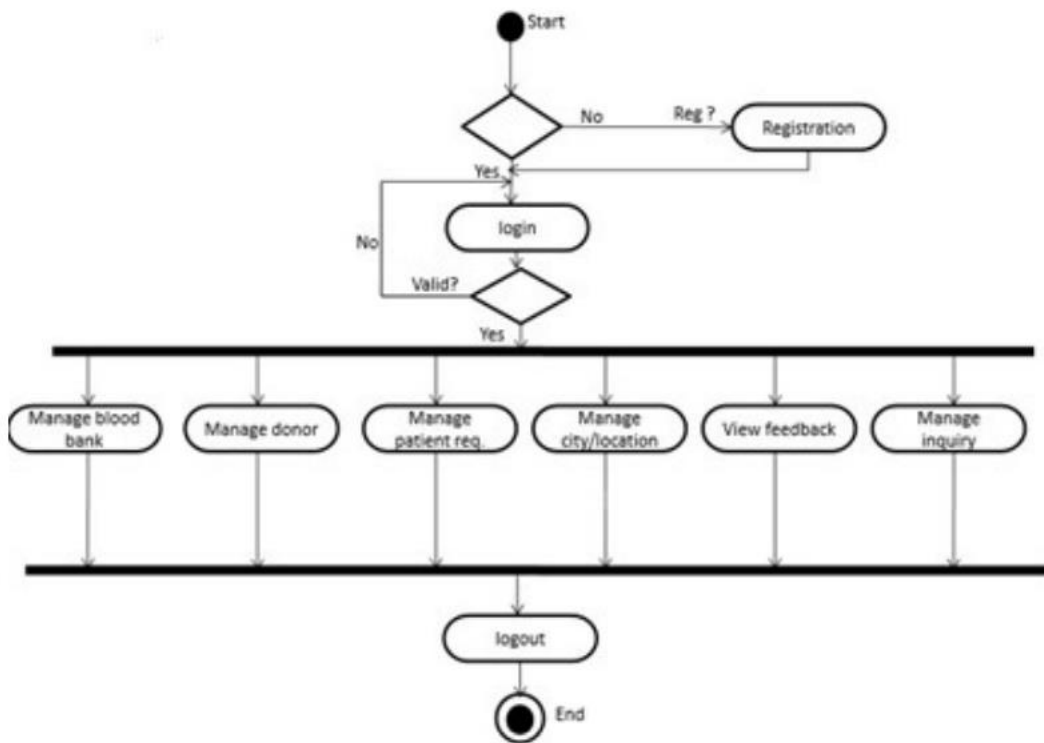 Start
No
Reg ?
Registration
Yes
login
No
Valid?
Yes
Manage blood
bank
Manage donor
Manage
patient req.
Manage
city/location
View feedback
Manage
inquiry
logout
End